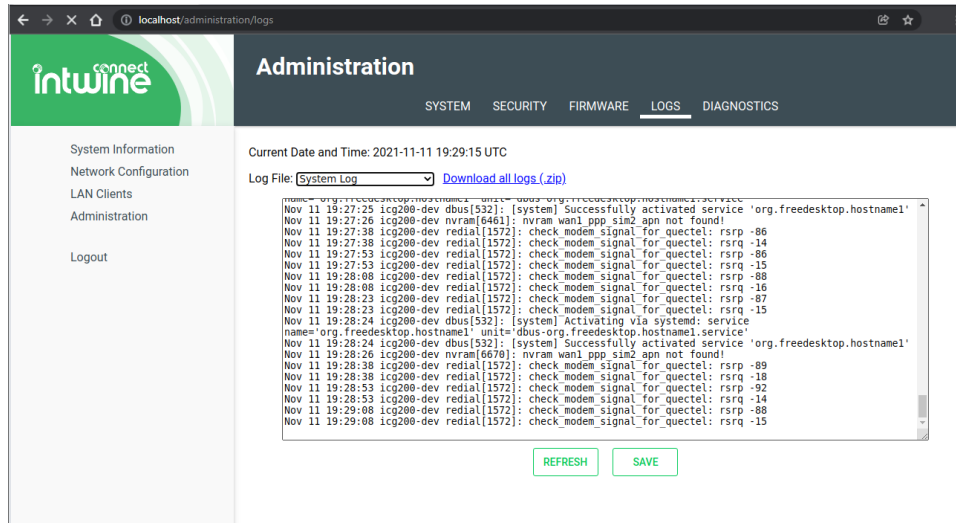 localhost/administration/logs
connect
intwine
Administration
SYSTEM SECURITY FIRMWARE LOGS DIAGNOSTICS
System Information
Network Configuration
LAN Clients
Administration
Logout
Current Date and Time: 2021-11-11 19:29:15 UTC
Log File: System Log Download all logs (.zip)
name='org.freedesktop.hostname1' unit='dbus-org.freedesktop.hostname1.service'
Nov 11 19:27:25 icg200-dev dbus[532]: [system] Successfully activated service 'org.freedesktop.hostname1'
Nov 11 19:27:26 icg200-dev nvram[6461]: nvram wan1_ppp_sim2_apn not found!
Nov 11 19:27:38 icg200-dev redial[1572]: check_modem_signal_for_quectel: rsrp -86
Nov 11 19:27:38 icg200-dev redial[1572]: check_modem_signal_for_quectel: rsrq -14
Nov 11 19:27:53 icg200-dev redial[1572]: check_modem_signal_for_quectel: rsrp -86
Nov 11 19:27:53 icg200-dev redial[1572]: check_modem_signal_for_quectel: rsrq -15
Nov 11 19:28:08 icg200-dev redial[1572]: check_modem_signal_for_quectel: rsrp -88
Nov 11 19:28:08 icg200-dev redial[1572]: check_modem_signal_for_quectel: rsrq -16
Nov 11 19:28:23 icg200-dev redial[1572]: check_modem_signal_for_quectel: rsrp -87
Nov 11 19:28:23 icg200-dev redial[1572]: check_modem_signal_for_quectel: rsrq -15
Nov 11 19:28:24 icg200-dev dbus[532]: [system] Activating via systemd: service
name='org.freedesktop.hostname1' unit='dbus-org.freedesktop.hostname1.service'
Nov 11 19:28:24 icg200-dev dbus[532]: [system] Successfully activated service 'org.freedesktop.hostname1'
Nov 11 19:28:26 icg200-dev nvram[6670]: nvram wan1_ppp_sim2_apn not found!
Nov 11 19:28:38 icg200-dev redial[1572]: check_modem_signal_for_quectel: rsrp -89
Nov 11 19:28:38 icg200-dev redial[1572]: check_modem_signal_for_quectel: rsrq -18
Nov 11 19:28:53 icg200-dev redial[1572]: check_modem_signal_for_quectel: rsrp -92
Nov 11 19:28:53 icg200-dev redial[1572]: check_modem_signal_for_quectel: rsrq -14
Nov 11 19:29:08 icg200-dev redial[1572]: check_modem_signal_for_quectel: rsrp -88
Nov 11 19:29:08 icg200-dev redial[1572]: check_modem_signal_for_quectel: rsrq -15
REFRESH SAVE